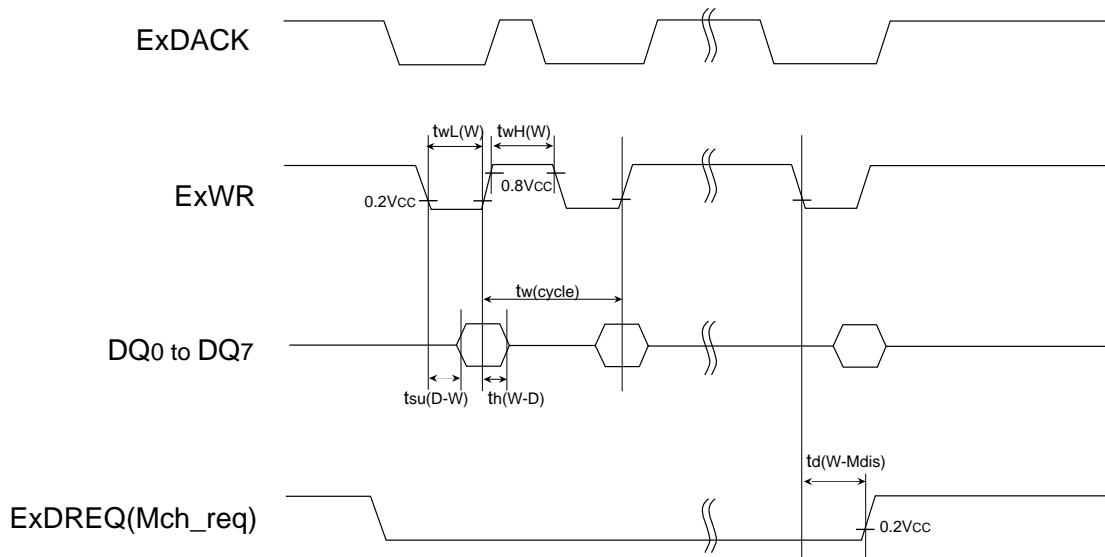 ExDACK
twL(W) twH(W)
ExWR
0.2VCC
0.8VCC
tw(cycle)
DQ0 to DQ7
tsu(D-W) th(W-D)
td(W-Mdis)
ExDREQ(Mch_req)
0.2VCC